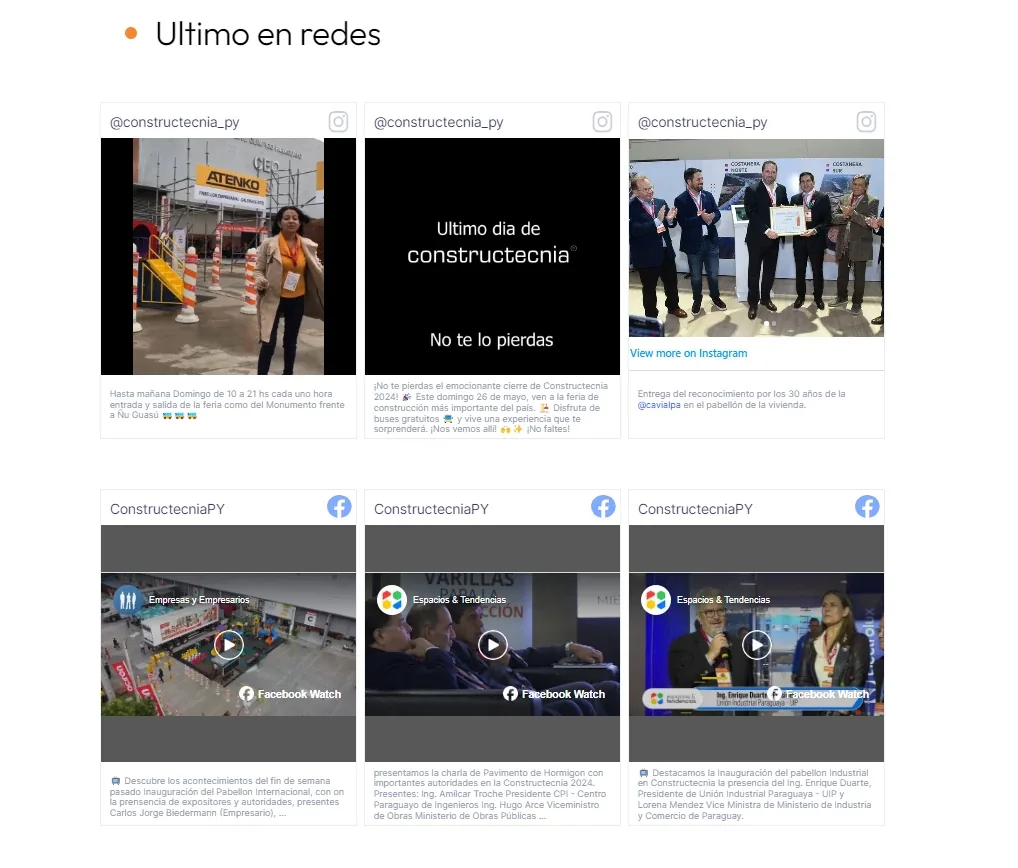 Ultimo en redes
@constructecnia_py
CEO
ATENKO
Hasta mañana Domingo de 10 a 21 hs cada uno hora
entrada y salida de la feria como del Monumento frente
a Ñu Guasú 🚌 🚌 🚌
@constructecnia_py
Ultimo dia de
constructecnia®
No te lo pierdas
¡No te pierdas el emocionante cierre de Constructecnia
2024! 🎉 Este domingo 26 de mayo, ven a la feria de
construcción más importante del país. 🏗️ Disfruta de
buses gratuitos 🚍 y vive una experiencia que te
sorprenderá. ¡Nos vemos allí! 🙌 ✨ ¡No faltes!
@constructecnia_py
COSTANERA
NORTE
COSTANERA
SUR
View more on Instagram
Entrega del reconocimiento por los 30 años de la
@cavialpa en el pabellón de la vivienda.
ConstructecniaPY
Empresas y Empresarios
Facebook Watch
📺 Descubre los acontecimientos del fin de semana
pasado Inauguración del Pabellon Internacional, con on
la prensencia de expositores y autoridades, presentes
Carlos Jorge Biedermann (Empresario), ...
ConstructecniaPY
VARILLAS
PARA LA
Espacios & Tendencias
Facebook Watch
presentamos la charla de Pavimento de Hormigon con
importantes autoridades en la Constructecnia 2024.
Presentes: Ing. Amílcar Troche Presidente CPI - Centro
Paraguayo de Ingenieros Ing. Hugo Arce Viceministro
de Obras Ministerio de Obras Públicas ...
ConstructecniaPY
Espacios & Tendencias
espacios &
tendencias
Ing. Enrique Duarte
Facebook Watch
Unión Industrial Paraguaya - UIP
📺 Destacamos la Inauguración del pabellon Industrial
en Constructecnia la presencia del Ing. Enrique Duarte,
Presidente de Unión Industrial Paraguaya - UIP y
Lorena Mendez Vice Ministra de Ministerio de Industria
y Comercio de Paraguay.